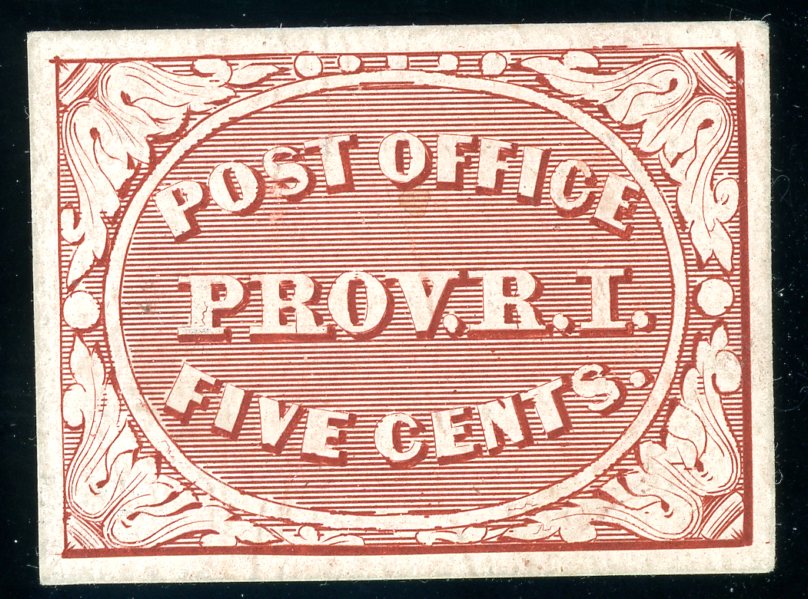 POST OFFICE
PROV. R. I.
FIVE CENTS.